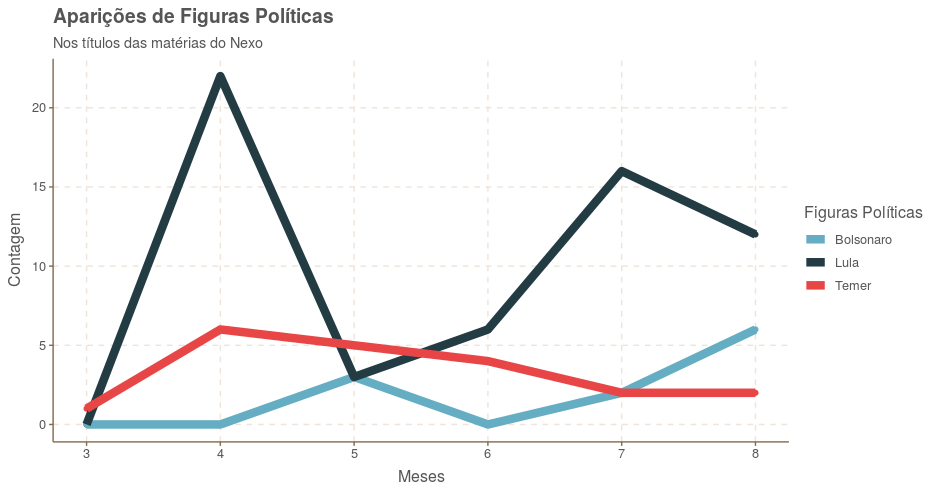 Aparições de Figuras Políticas
Nos títulos das matérias do Nexo
Contagem
20
15
10
5
0
3 4 5 6 7 8
Meses
Figuras Políticas
Bolsonaro
Lula
Temer